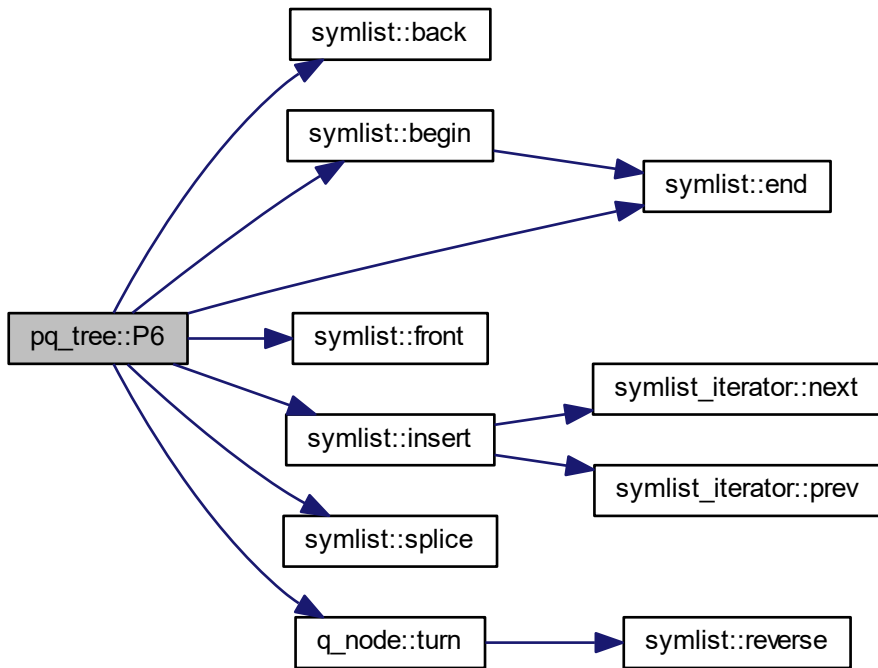 symlist::back
symlist::begin
symlist::end
pq_tree::P6
symlist::front
symlist_iterator::next
symlist::insert
symlist_iterator::prev
symlist::splice
q_node::turn
symlist::reverse